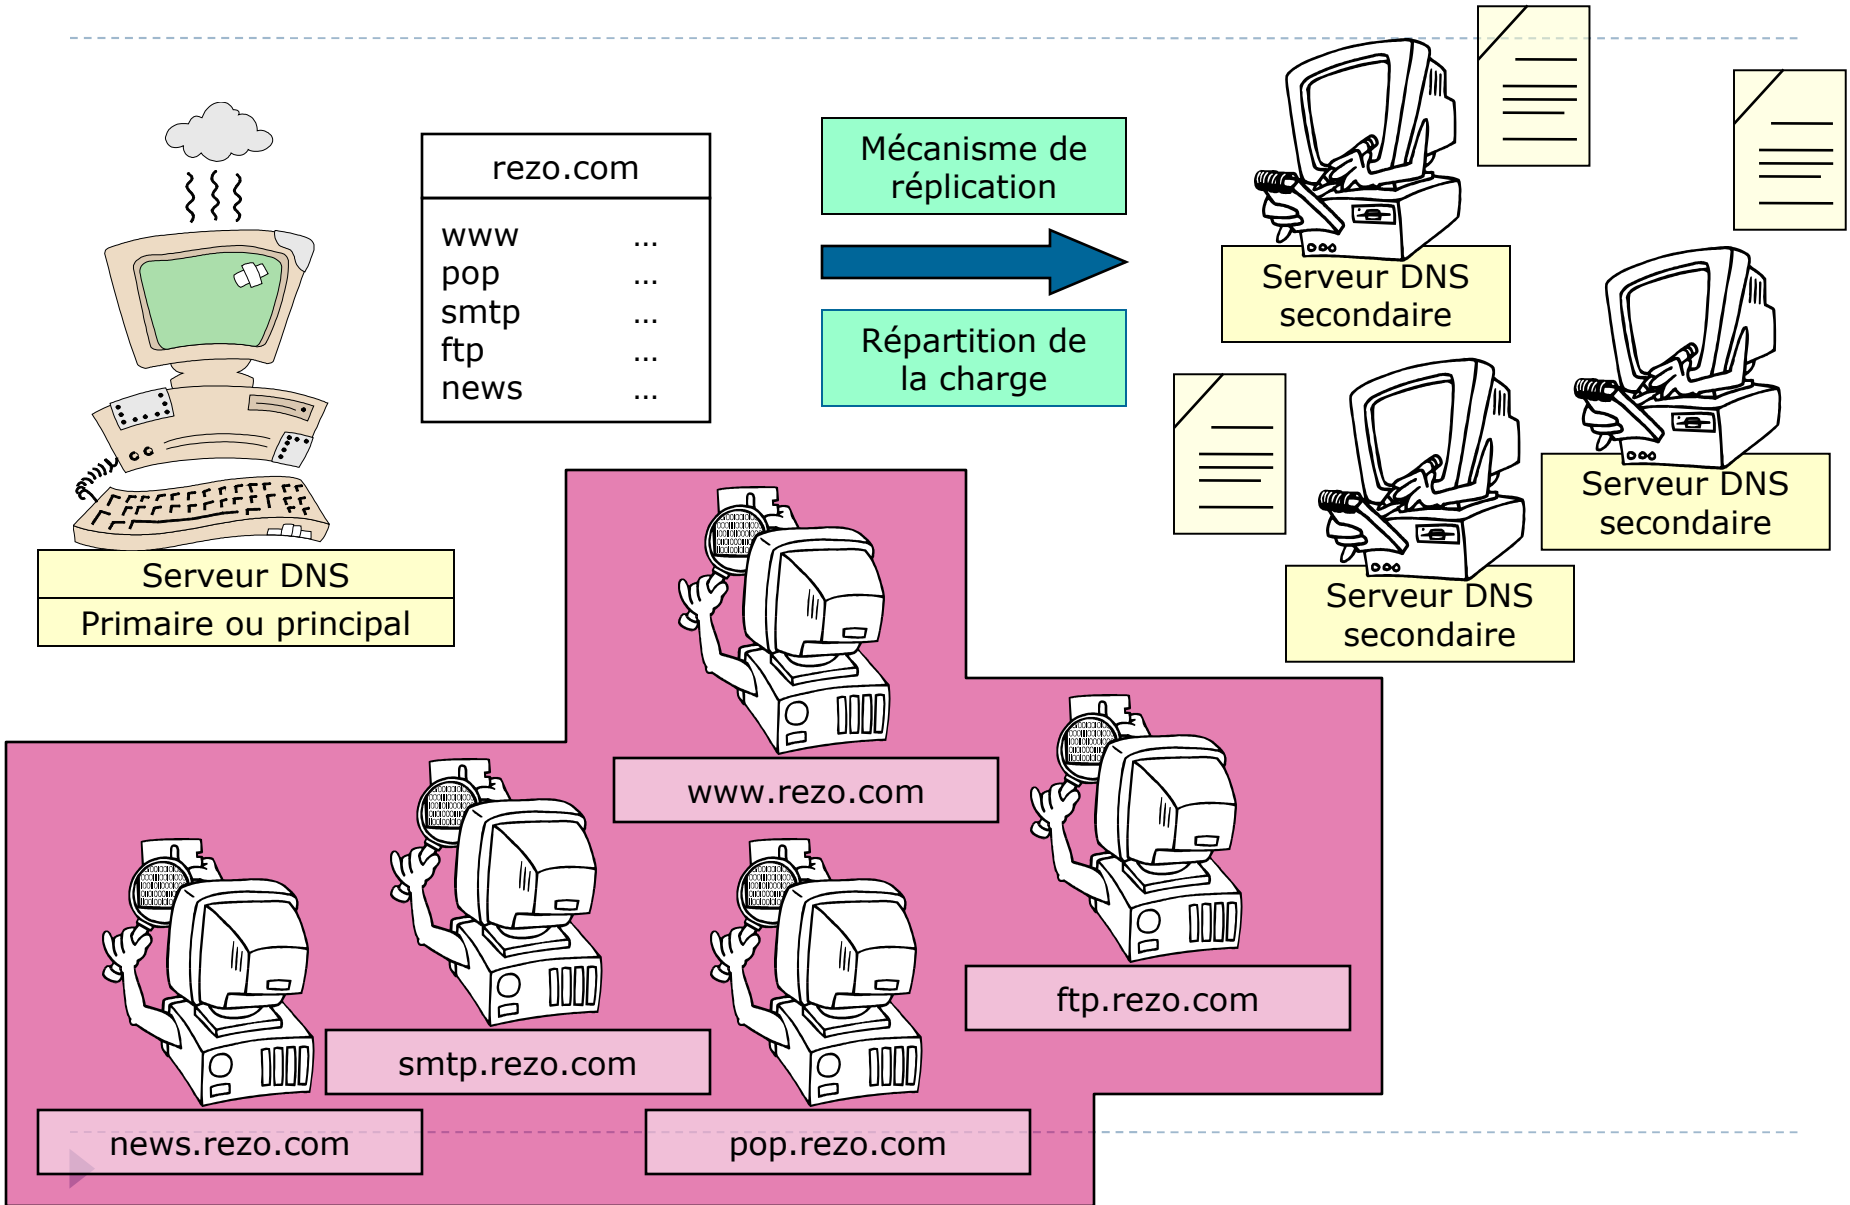 rezo.com
www ...
pop ...
smtp ...
ftp ...
news ...
Mécanisme de
réplication
Répartition de
la charge
Serveur DNS
secondaire
Serveur DNS
secondaire
Serveur DNS
secondaire
Serveur DNS
Primaire ou principal
www.rezo.com
ftp.rezo.com
smtp.rezo.com
news.rezo.com
pop.rezo.com